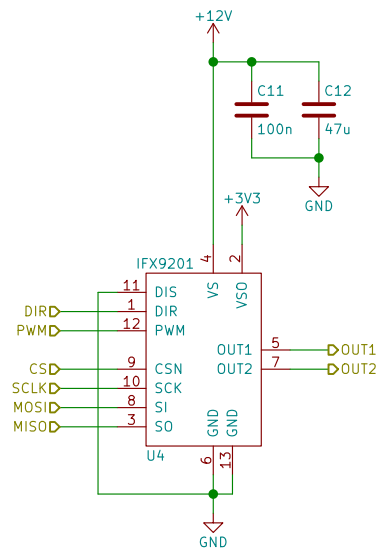 +12V
C11
C12
100n
47u
GND
+3V3
IFX9201
4
2
VS
VSO
11
DIS
DIR
1
DIR
PWM
12
PWM
OUT1
5
OUT1
CS
9
CSN
OUT2
7
OUT2
SCLK
10
SCK
MOSI
8
SI
MISO
3
SO
GND
GND
U4
6
13
GND